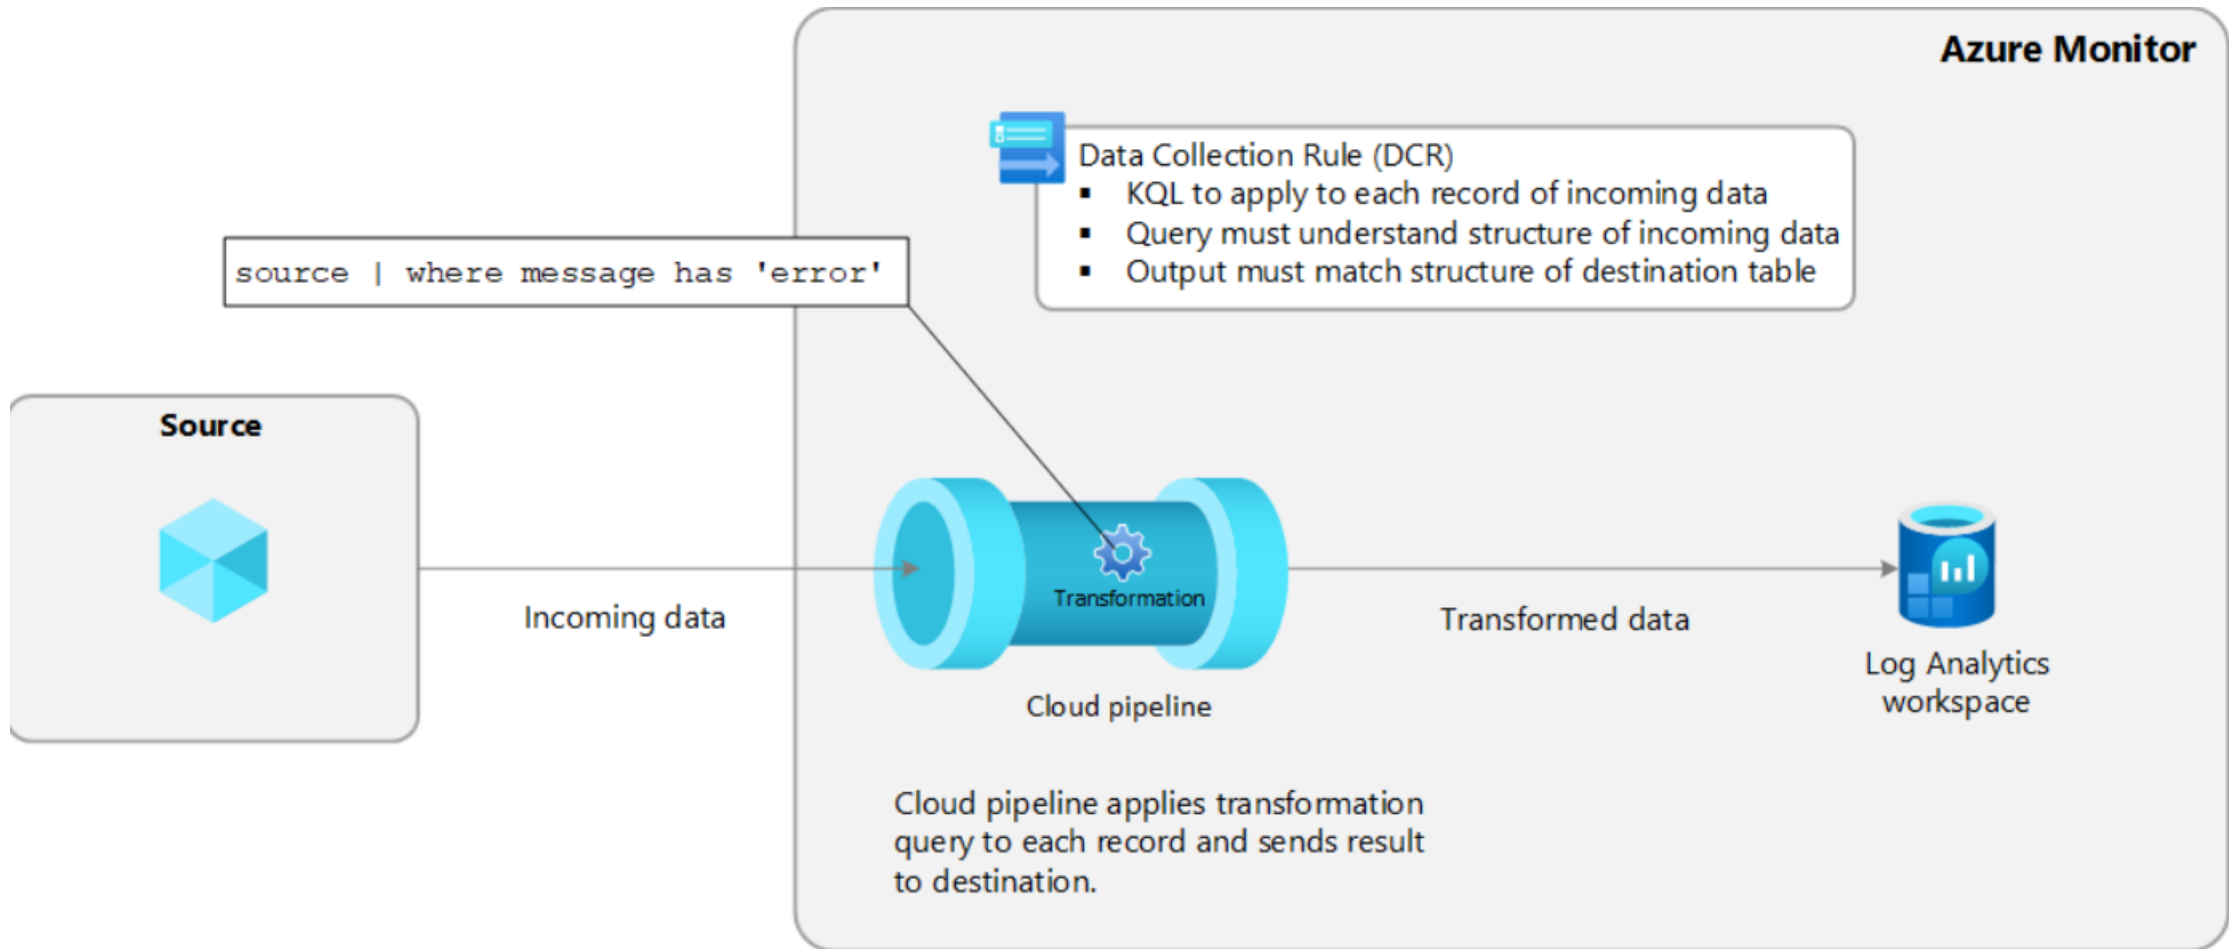 Azure Monitor
Data Collection Rule (DCR)
▪ KQL to apply to each record of incoming data
▪ Query must understand structure of incoming data
▪ Output must match structure of destination table
source | where message has 'error'
Source
Incoming data
Transformation
Transformed data
Cloud pipeline
Log Analytics
workspace
Cloud pipeline applies transformation
query to each record and sends result
to destination.